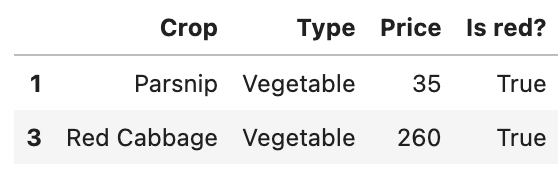 Crop Type Price Is red?
1 Parsnip Vegetable 35 True
3 Red Cabbage Vegetable 260 True